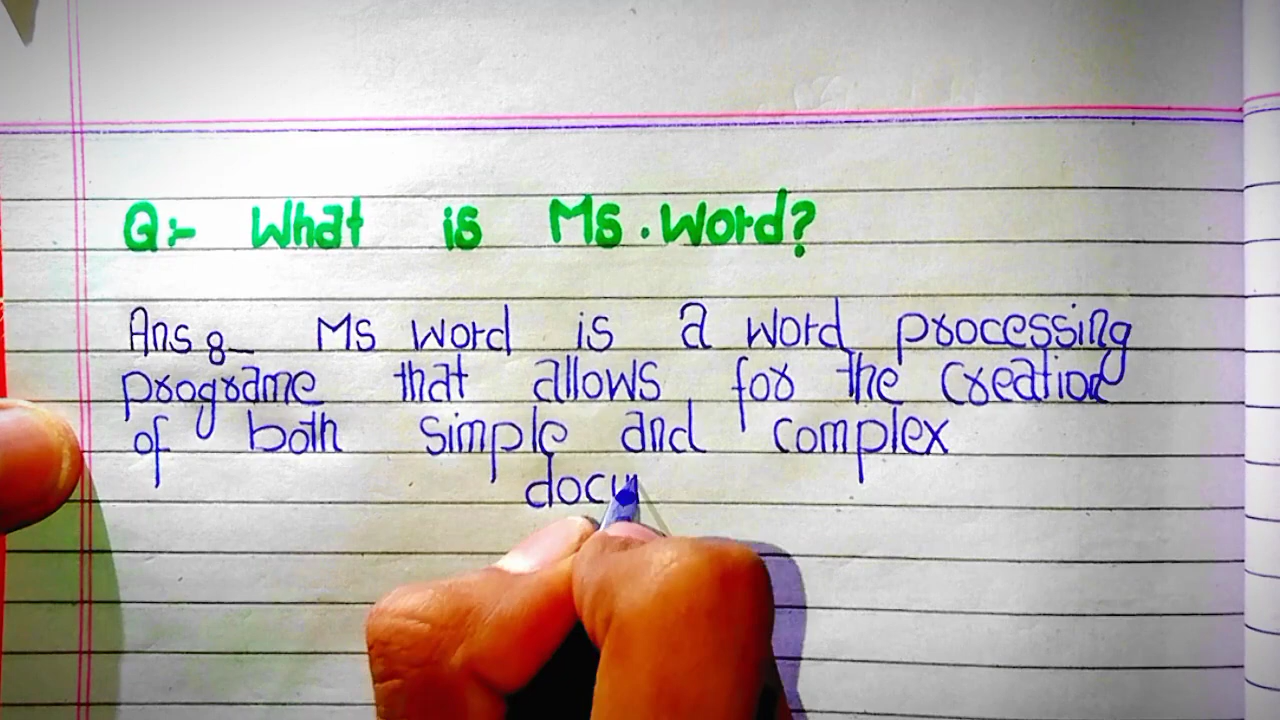 Q:- What is Ms. Word?
Ans :- Ms word is a word processing
programe that allows for the creation
of both simple and complex
docu